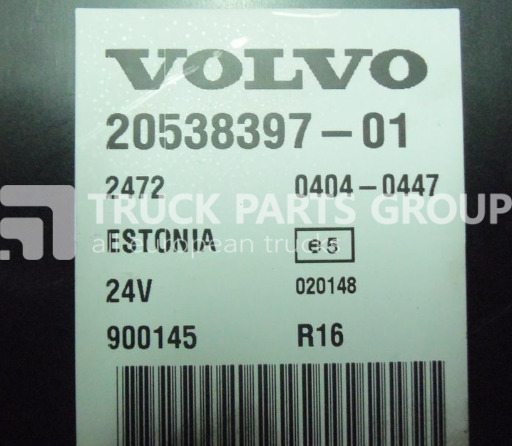 VOLVO
20538397-01
2472 0404-0447
TRUCK PARTS GROUP
all european trucks
ESTONIA e5
24V 020148
900145 R16